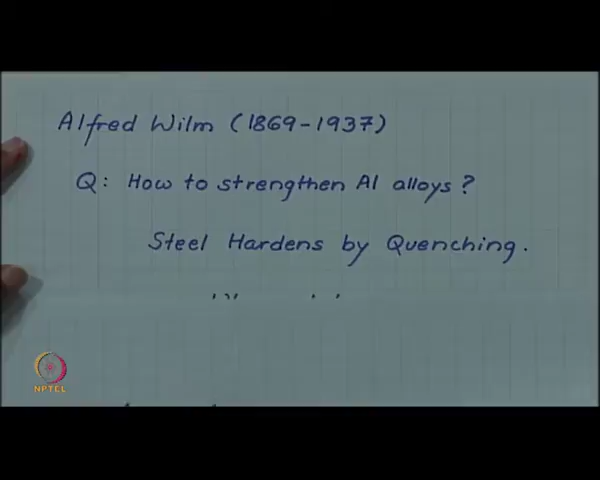 Alfred Wilm (1869-1937)
Q: How to strengthen Al alloys?
Steel Hardens by Quenching.
NPTEL